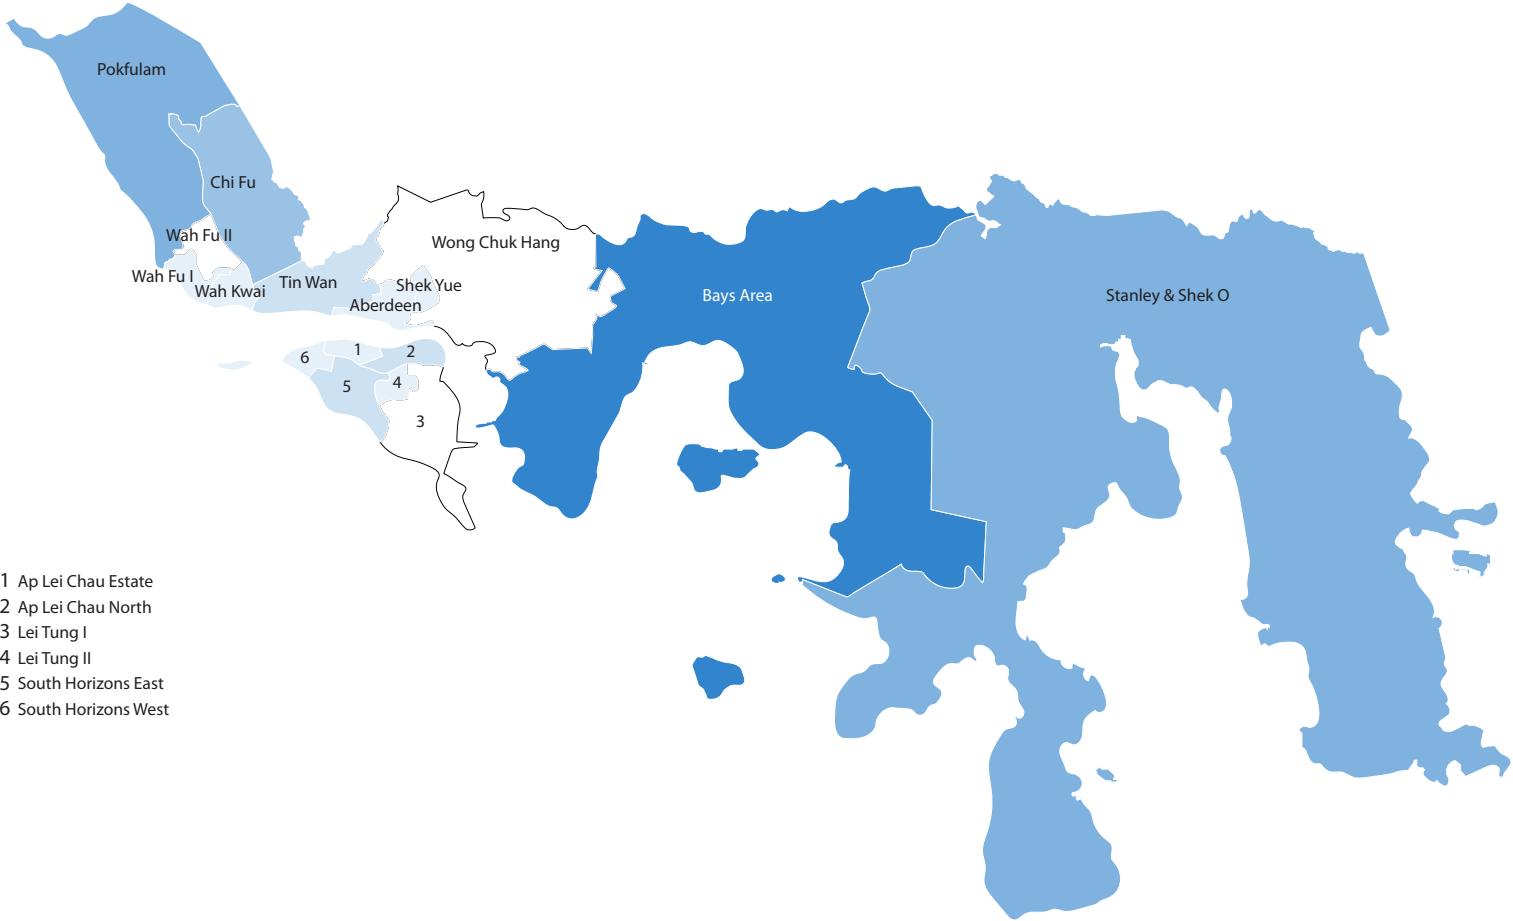 Pokfulam
Chi Fu
Wah Fu II
Wong Chuk Hang
Wah Fu I
Wah Kwai
Tin Wan
Shek Yue
Aberdeen
Bays Area
Stanley & Shek O
6
1
2
5
4
3
1 Ap Lei Chau Estate
2 Ap Lei Chau North
3 Lei Tung I
4 Lei Tung II
5 South Horizons East
6 South Horizons West